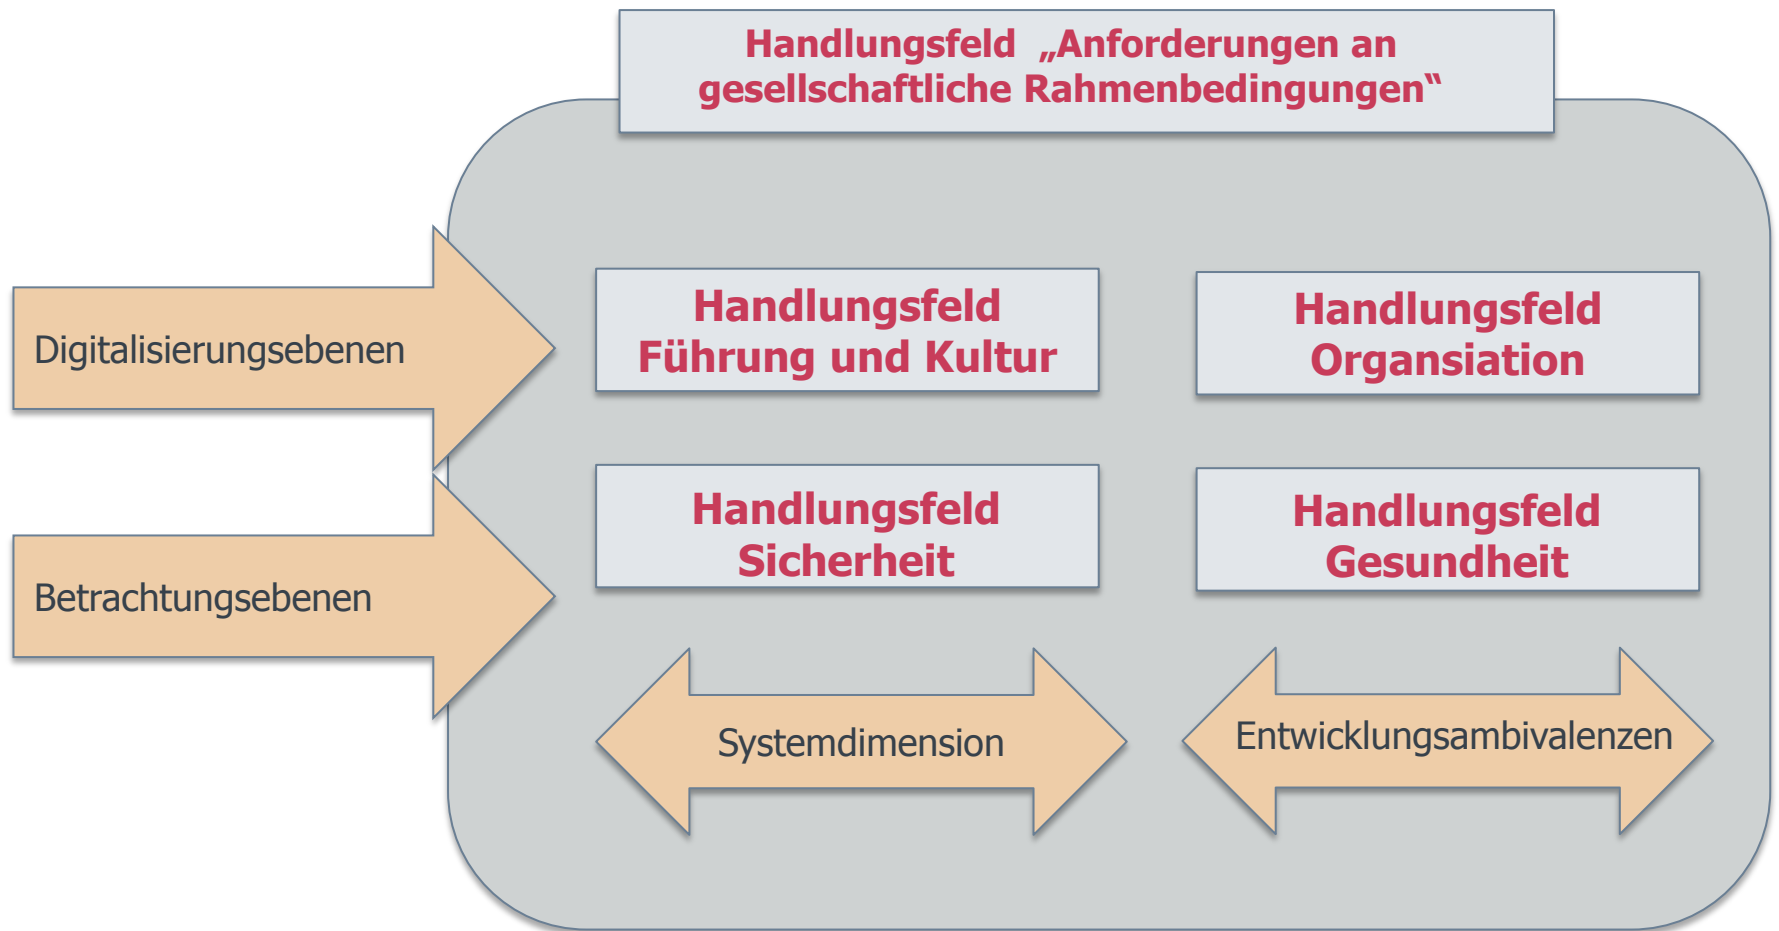 Handlungsfeld „Anforderungen an
gesellschaftliche Rahmenbedingungen“
Digitalisierungsebenen
Handlungsfeld
Führung und Kultur
Handlungsfeld
Organsiation
Betrachtungsebenen
Handlungsfeld
Sicherheit
Handlungsfeld
Gesundheit
Systemdimension
Entwicklungsambivalenzen